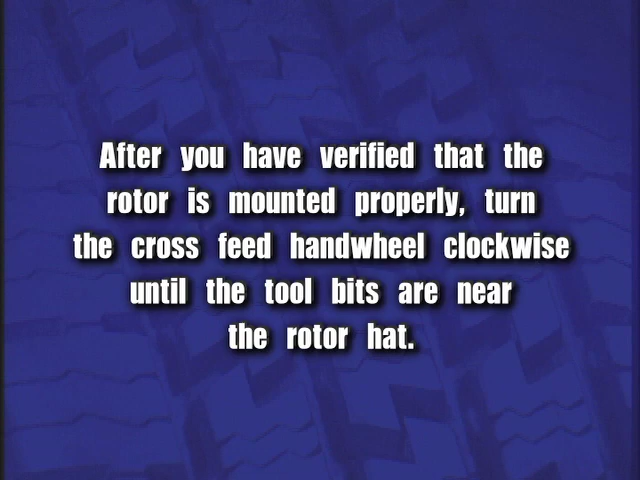 After you have verified that the
rotor is mounted properly, turn
the cross feed handwheel clockwise
until the tool bits are near
the rotor hat.